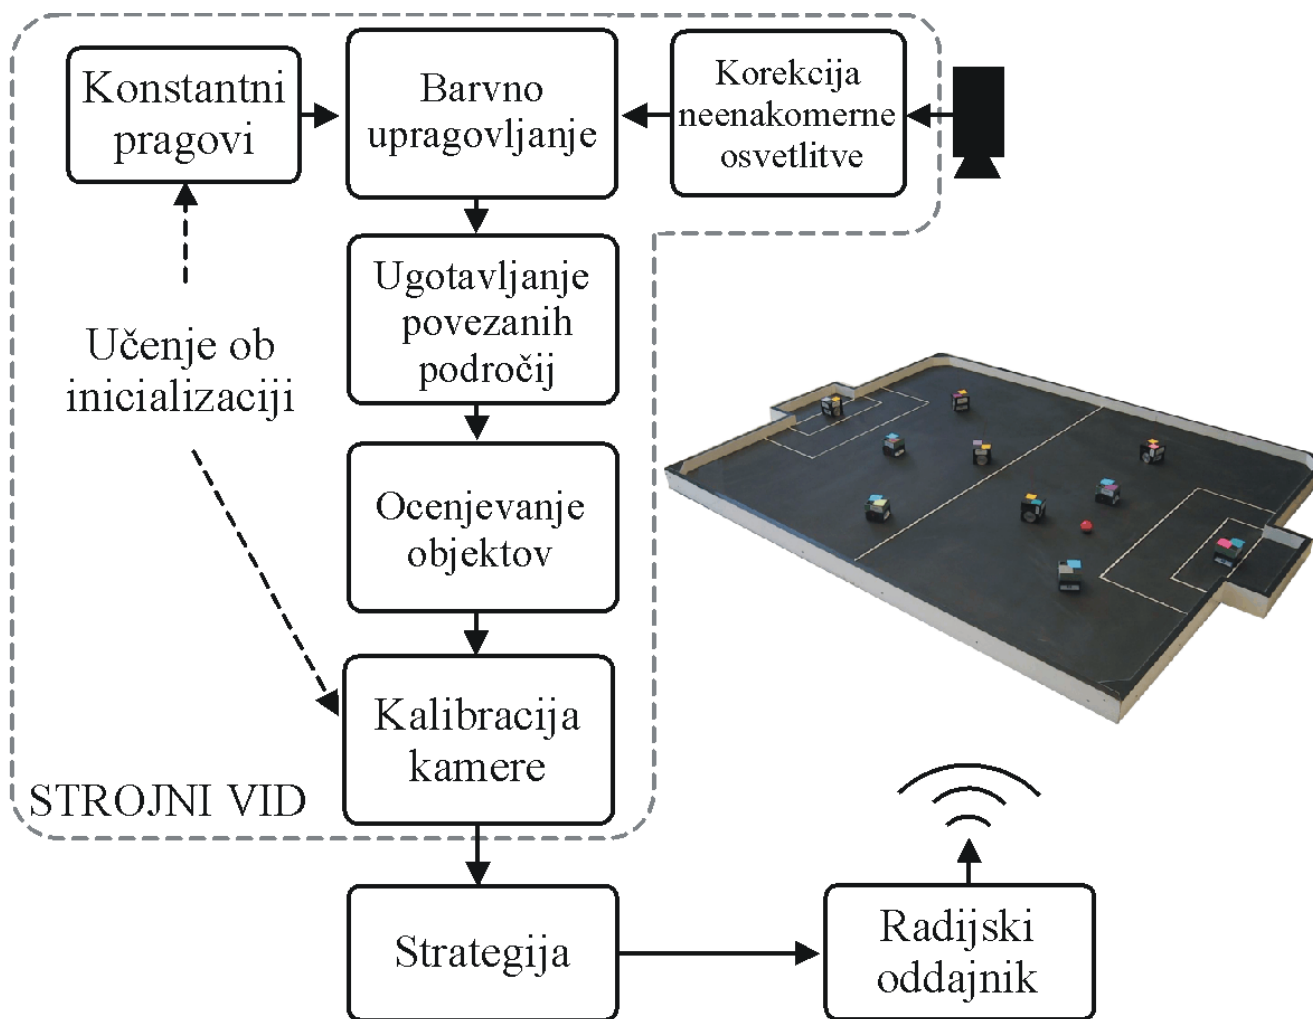 Konstantni
pragovi
Barvno
upragovljanje
Korekcija
neenakomerne
osvetlitve
Ugotavljanje
povezanih
področij
Učenje ob
inicializaciji
Ocenjevanje
objektov
Kalibracija
kamere
STROJNI VID
Strategija
Radijski
oddajnik